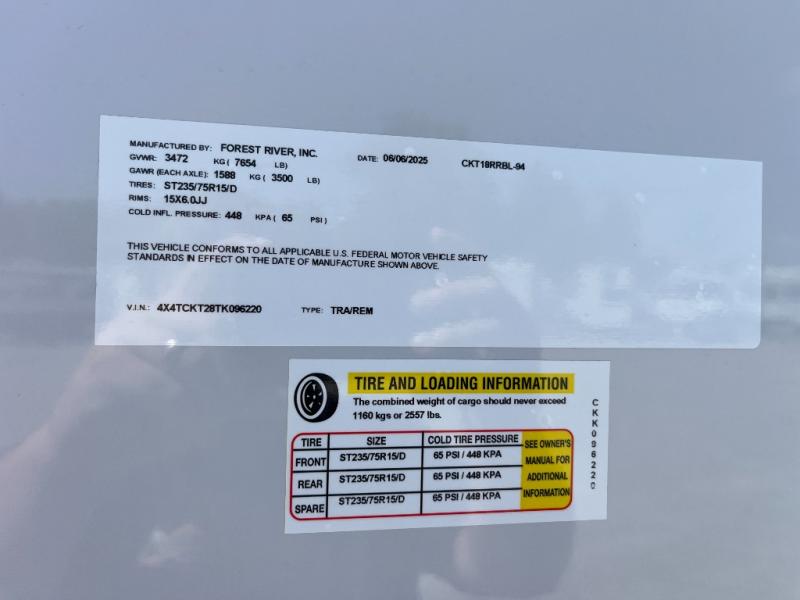 MANUFACTURED BY: FOREST RIVER, INC. DATE: 06/06/2025 CKT18RRBL-94
GVWR: 3472 KG ( 7654 LB)
GAWR (EACH AXLE): 1588 KG ( 3500 LB)
TIRES: ST235/75R15/D
RIMS: 15X6.0JJ
COLD INFL. PRESSURE: 448 KPA ( 65 PSI )
THIS VEHICLE CONFORMS TO ALL APPLICABLE U.S. FEDERAL MOTOR VEHICLE SAFETY
STANDARDS IN EFFECT ON THE DATE OF MANUFACTURE SHOWN ABOVE.
V.I.N.: 4X4TCKT28TK096220 TYPE: TRA/REM
TIRE AND LOADING INFORMATION
The combined weight of cargo should never exceed
1160 kgs or 2557 lbs.
TIRE SIZE COLD TIRE PRESSURE
FRONT ST235/75R15/D 65 PSI / 448 KPA
REAR ST235/75R15/D 65 PSI / 448 KPA
SPARE ST235/75R15/D 65 PSI / 448 KPA
SEE OWNER'S
MANUAL FOR
ADDITIONAL
INFORMATION
CKK096220